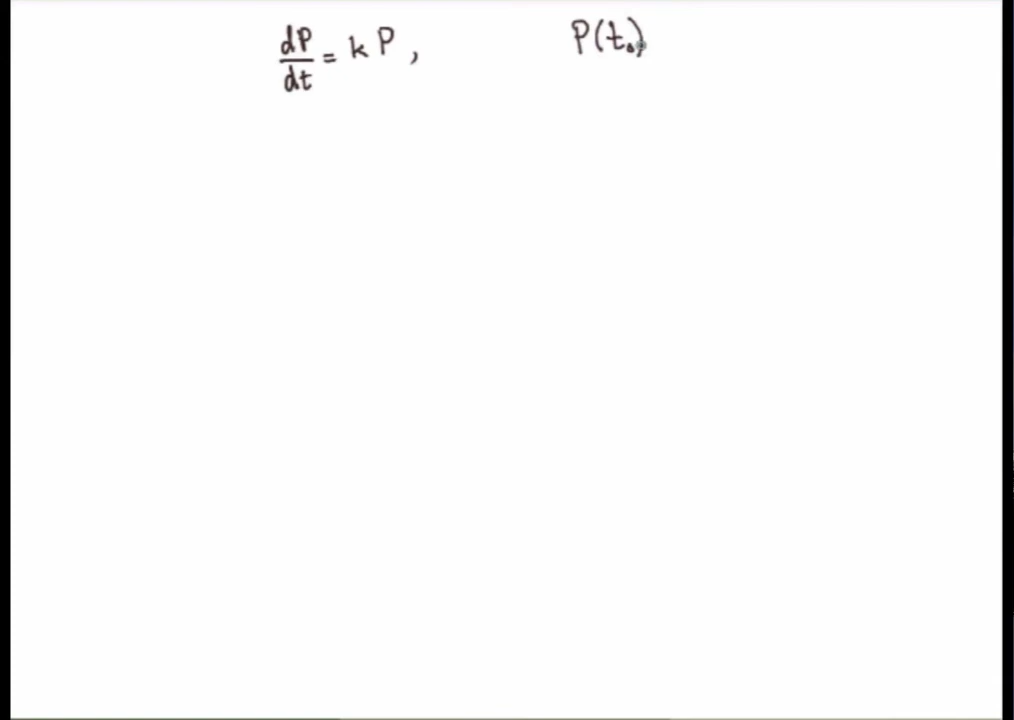 dP/dt = kP, P(t₀)